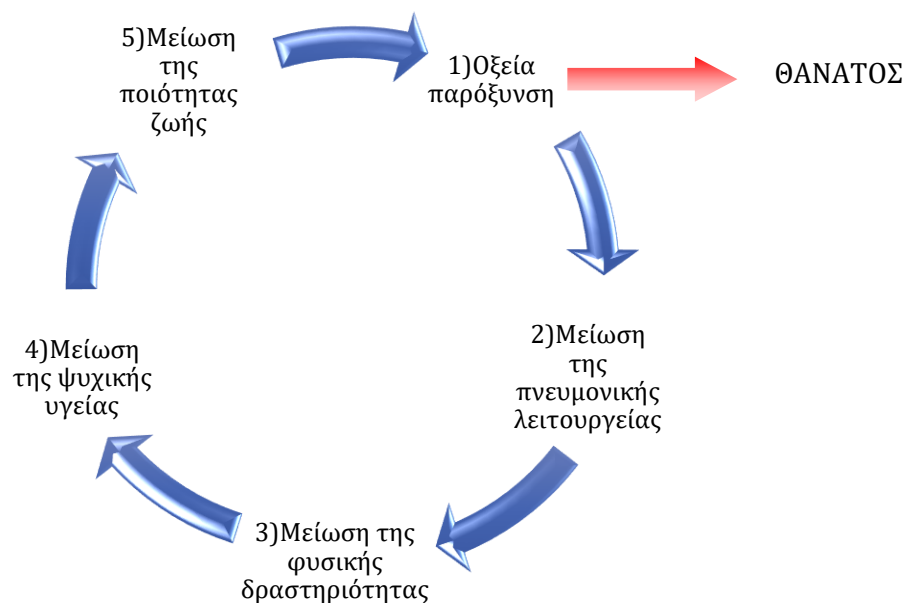 5)Μείωση
της
ποιότητας
ζωής
1)Οξεία
παρόξυνση
ΘΑΝΑΤΟΣ
2)Μείωση
της
πνευμονικής
λειτουργείας
3)Μείωση της
φυσικής
δραστηριότητας
4)Μείωση
της ψυχικής
υγείας